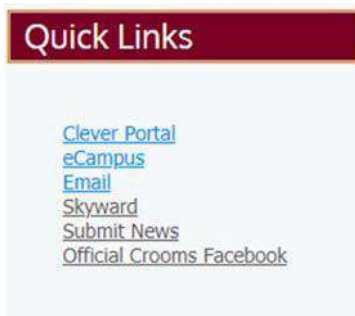 Quick Links
Clever Portal
eCampus
Email
Skyward
Submit News
Official Crooms Facebook